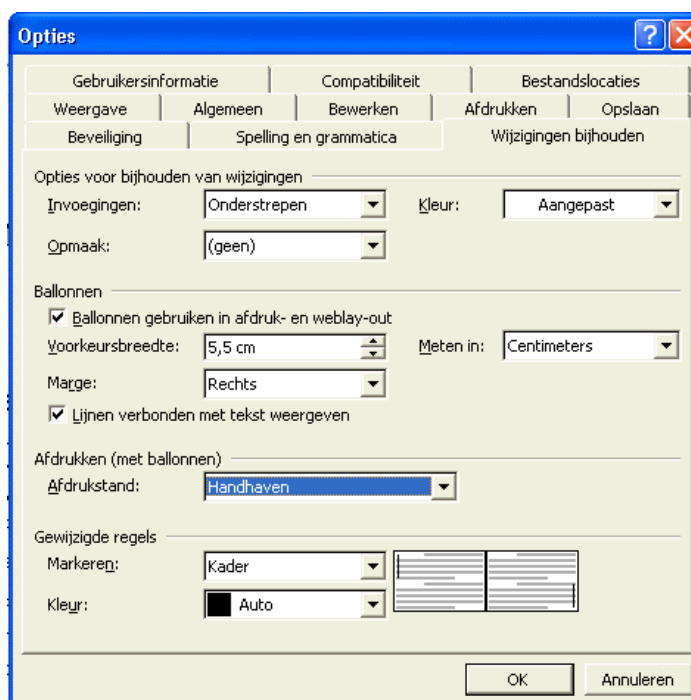 Opties
Gebruikersinformatie Compatibiliteit Bestandslocaties
Weergave Algemeen Bewerken Afdrukken Opslaan
Beveiliging Spelling en grammatica Wijzigingen bijhouden
Opties voor bijhouden van wijzigingen
Invoegingen: Onderstrepen Kleur: Aangepast
Opmaak: (geen)
Ballonnen
Ballonnen gebruiken in afdruk- en weblay-out
Voorkeursbreedte: 5,5 cm Meten in: Centimeters
Marge: Rechts
Lijnen verbonden met tekst weergeven
Afdrukken (met ballonnen)
Afdrukstand: Handhaven
Gewijzigde regels
Markeren: Kader
Kleur: Auto
OK Annuleren